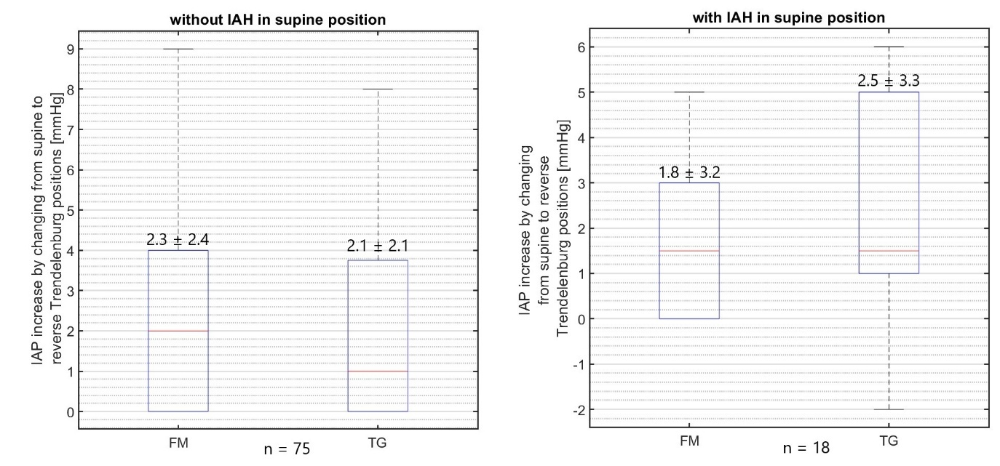 without IAH in supine position
IAP increase by changing from supine to
reverse Trendelenburg positions [mmHg]
9
8
7
6
5
4
3
2
1
0
2.3 ± 2.4
2.1 ± 2.1
FM
TG
n = 75
with IAH in supine position
IAP increase by changing
from supine to reverse
Trendelenburg positions [mmHg]
6
5
4
3
2
1
0
-1
-2
1.8 ± 3.2
2.5 ± 3.3
FM
TG
n = 18